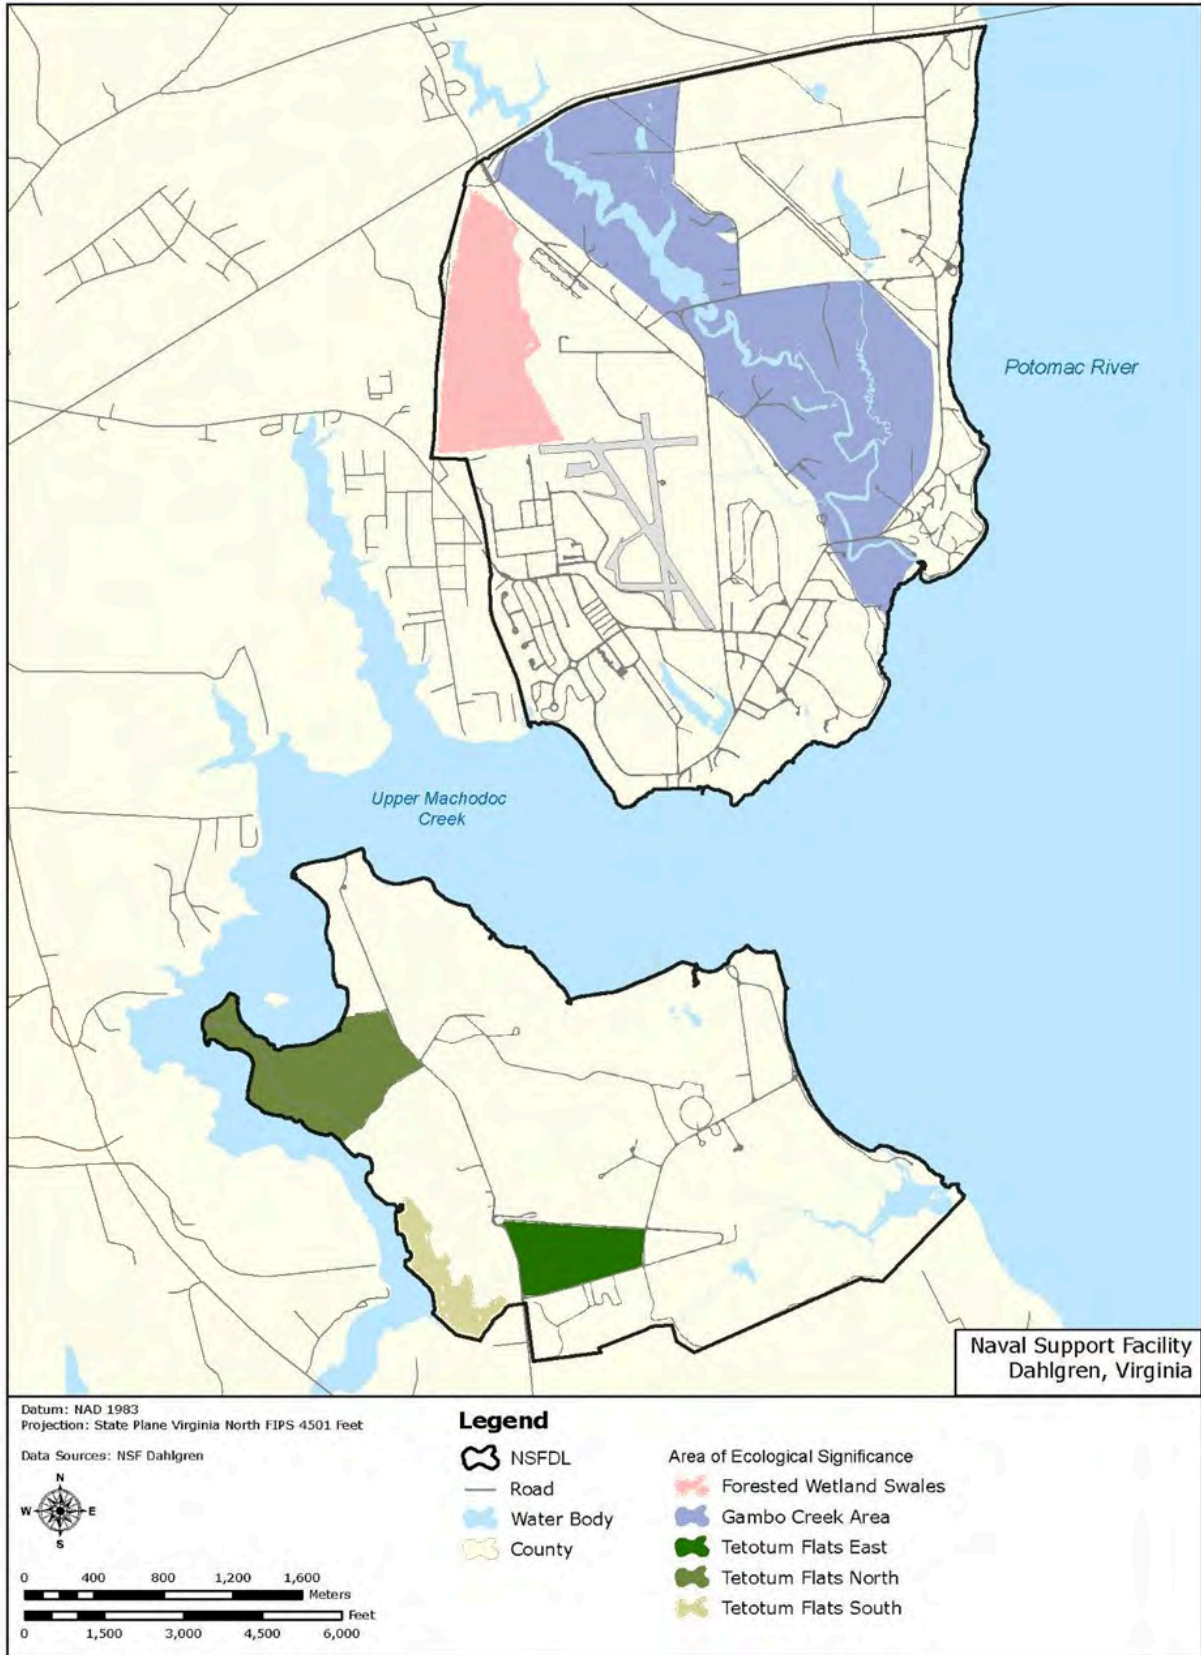 Potomac River
Upper Machodoc
Creek
Naval Support Facility
Dahlgren, Virginia
Datum: NAD 1983
Projection: State Plane Virginia North FIPS 4501 Feet
Data Sources: NSF Dahlgren
N
W E
S
0 400 800 1,200 1,600
Meters
Feet
0 1,500 3,000 4,500 6,000
Legend
NSFDL
Road
Water Body
County
Area of Ecological Significance
Forested Wetland Swales
Gambo Creek Area
Tetotum Flats East
Tetotum Flats North
Tetotum Flats South